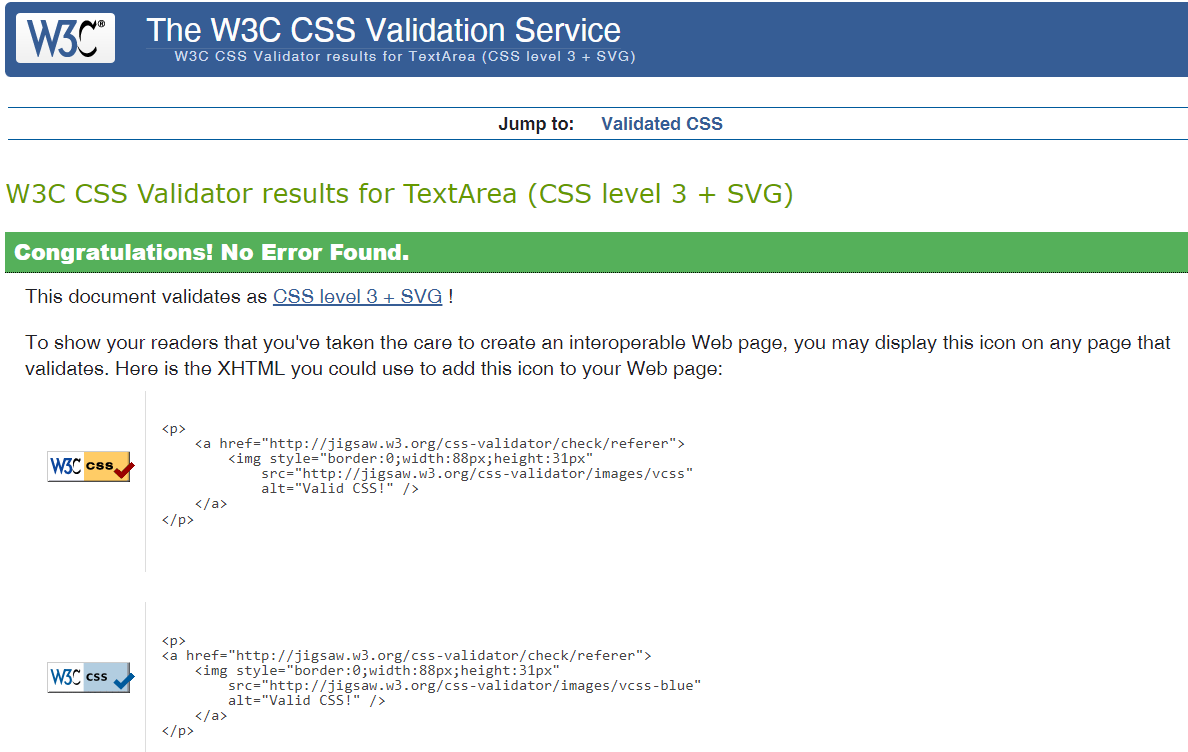 W3C® The W3C CSS Validation Service
W3C CSS Validator results for TextArea (CSS level 3 + SVG)
Jump to: Validated CSS
W3C CSS Validator results for TextArea (CSS level 3 + SVG)
Congratulations! No Error Found.
This document validates as CSS level 3 + SVG !
To show your readers that you've taken the care to create an interoperable Web page, you may display this icon on any page that
validates. Here is the XHTML you could use to add this icon to your Web page:
W3C css
<p>
    <a href="http://jigsaw.w3.org/css-validator/check/referer">
        <img style="border:0;width:88px;height:31px"
            src="http://jigsaw.w3.org/css-validator/images/vcss"
            alt="Valid CSS!" />
    </a>
</p>
W3C css
<p>
<a href="http://jigsaw.w3.org/css-validator/check/referer">
    <img style="border:0;width:88px;height:31px"
        src="http://jigsaw.w3.org/css-validator/images/vcss-blue"
        alt="Valid CSS!" />
    </a>
</p>